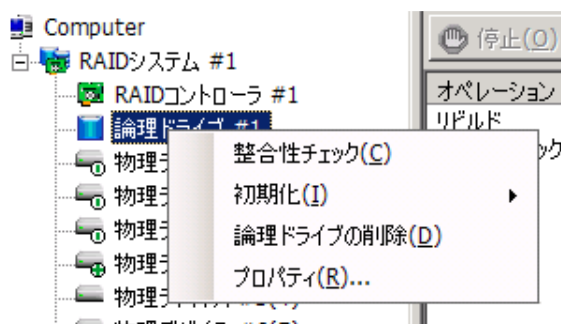 Computer
RAIDシステム #1
RAIDコントローラ #1
論理ドライブ #1
物理
物理
物理
物理
物理
停止(O)
オペレーション
リビルド
ック
整合性チェック(C)
初期化(I)
論理ドライブの削除(D)
プロパティ(R)...